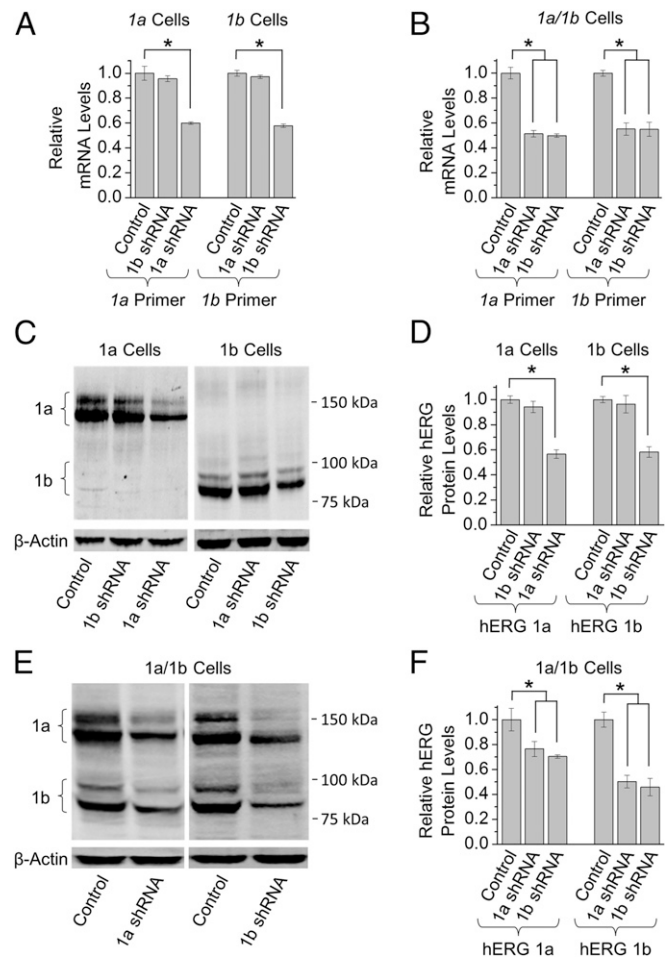 A
1a Cells
1b Cells
*
*
Relative
mRNA Levels
1.0
0.8
0.6
0.4
0.2
0.0
Control
1b shRNA
1a shRNA
Control
1a shRNA
1b shRNA
1a Primer
1b Primer
B
1a/1b Cells
*
*
Relative
mRNA Levels
1.0
0.8
0.6
0.4
0.2
0.0
Control
1a shRNA
1b shRNA
Control
1a shRNA
1b shRNA
1a Primer
1b Primer
C
1a Cells
1b Cells
1a
1b
- 150 kDa
- 100 kDa
- 75 kDa
β-Actin
Control
1b shRNA
1a shRNA
Control
1a shRNA
1b shRNA
D
1a Cells
1b Cells
*
*
Relative hERG
Protein Levels
1.0
0.8
0.6
0.4
0.2
0.0
Control
1b shRNA
1a shRNA
Control
1a shRNA
1b shRNA
hERG 1a
hERG 1b
E
1a/1b Cells
1a
1b
- 150 kDa
- 100 kDa
- 75 kDa
β-Actin
Control
1a shRNA
Control
1b shRNA
F
1a/1b Cells
*
*
Relative hERG
Protein Levels
1.0
0.8
0.6
0.4
0.2
0.0
Control
1a shRNA
1b shRNA
Control
1a shRNA
1b shRNA
hERG 1a
hERG 1b